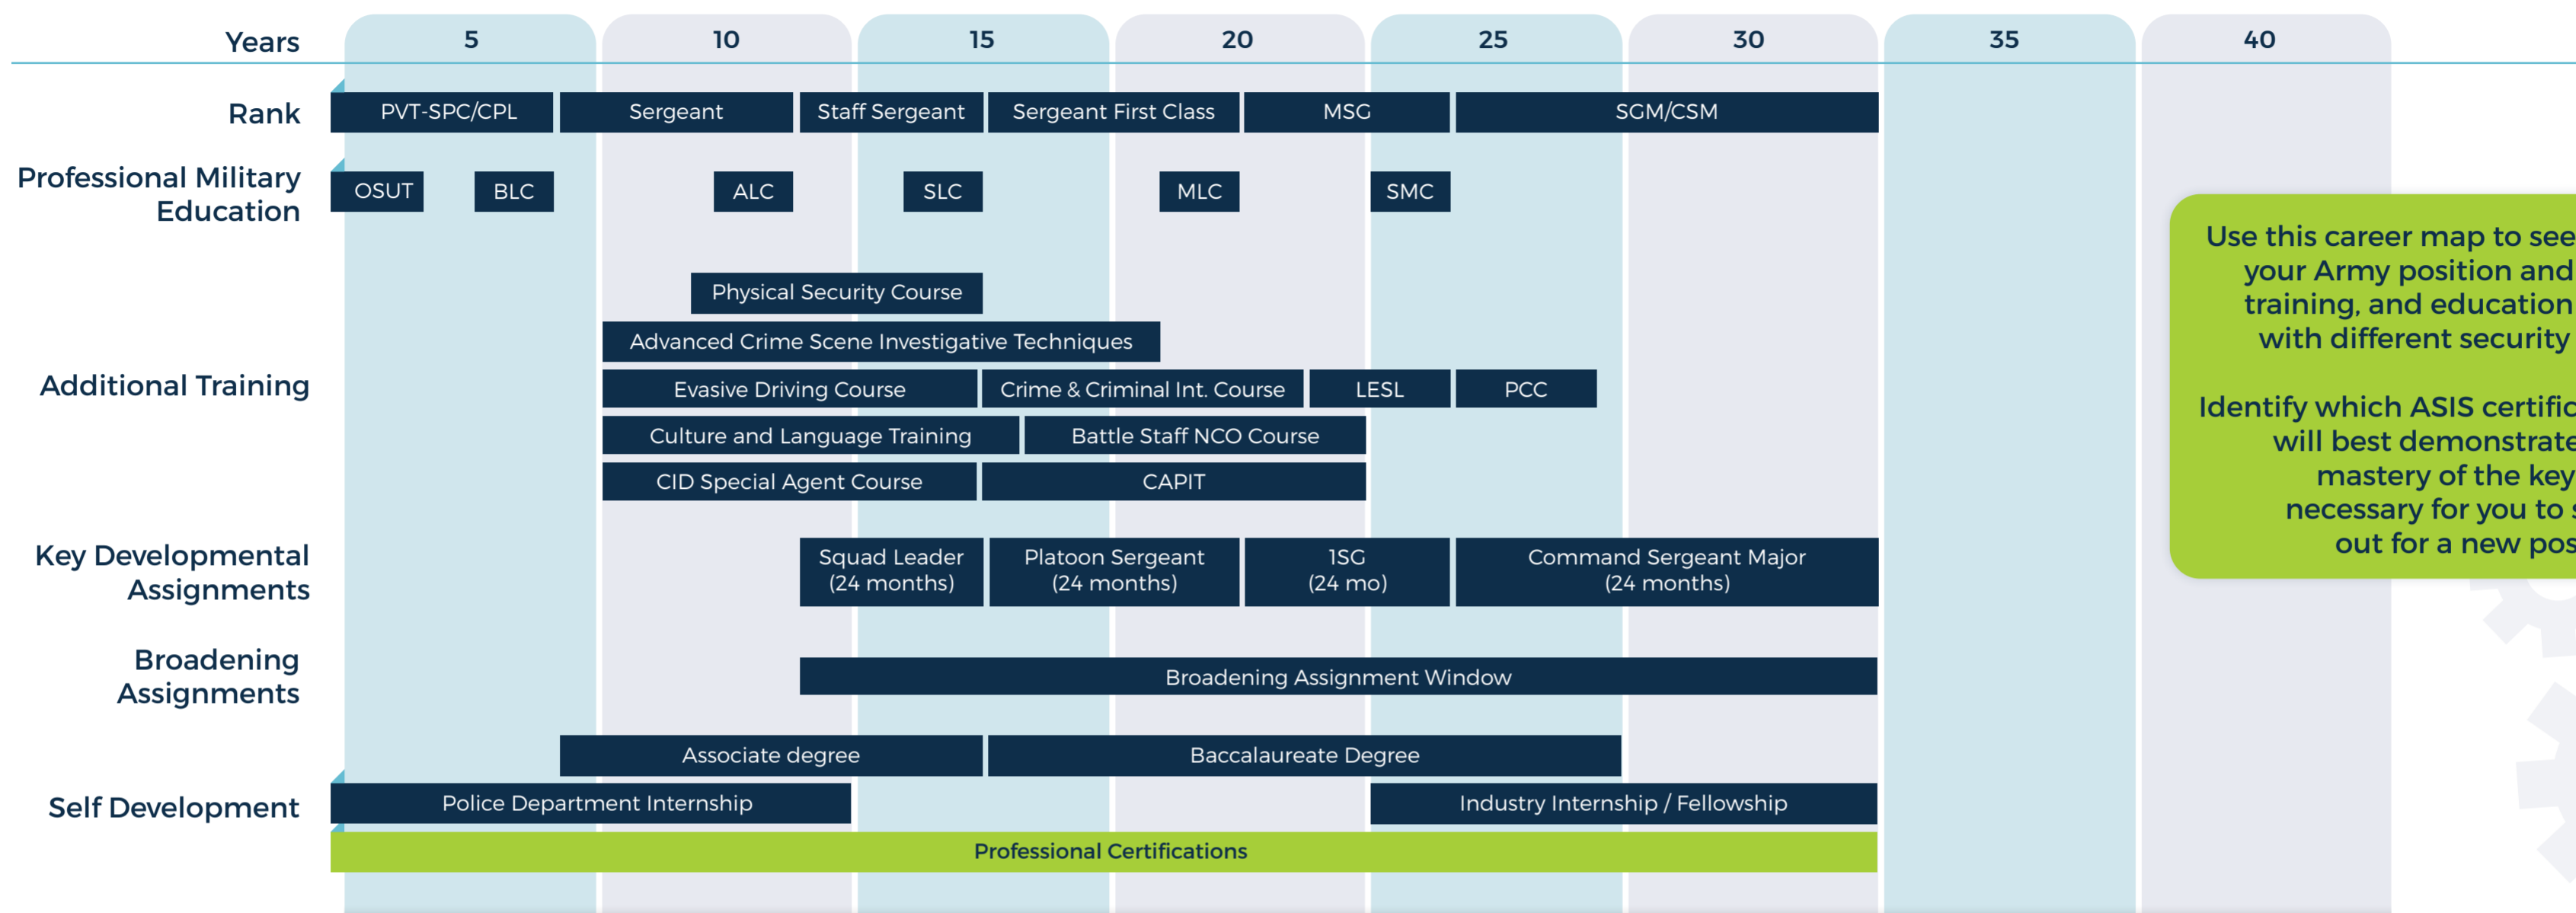 Years 5 10 15 20 25 30 35 40
Rank PVT-SPC/CPL Sergeant Staff Sergeant Sergeant First Class MSG SGM/CSM
Professional Military
Education
OSUT BLC ALC SLC MLC SMC
Physical Security Course
Advanced Crime Scene Investigative Techniques
Additional Training
Evasive Driving Course Crime & Criminal Int. Course LESL PCC
Culture and Language Training Battle Staff NCO Course
CID Special Agent Course CAPIT
Key Developmental
Assignments
Squad Leader
(24 months)
Platoon Sergeant
(24 months)
1SG
(24 mo)
Command Sergeant Major
(24 months)
Broadening
Assignments
Broadening Assignment Window
Associate degree Baccalaureate Degree
Self Development
Police Department Internship Industry Internship / Fellowship
Professional Certifications
Use this career map to see
your Army position and
training, and education
with different security
Identify which ASIS
will best demonstrate
mastery of the key
necessary for you to
out for a new